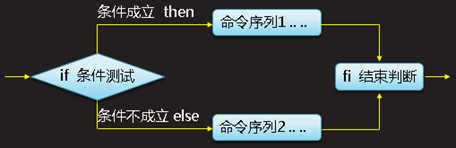 条件成立 then
命令序列1 .. ..
if 条件测试
fi 结束判断
条件不成立 else
命令序列2 .. ..